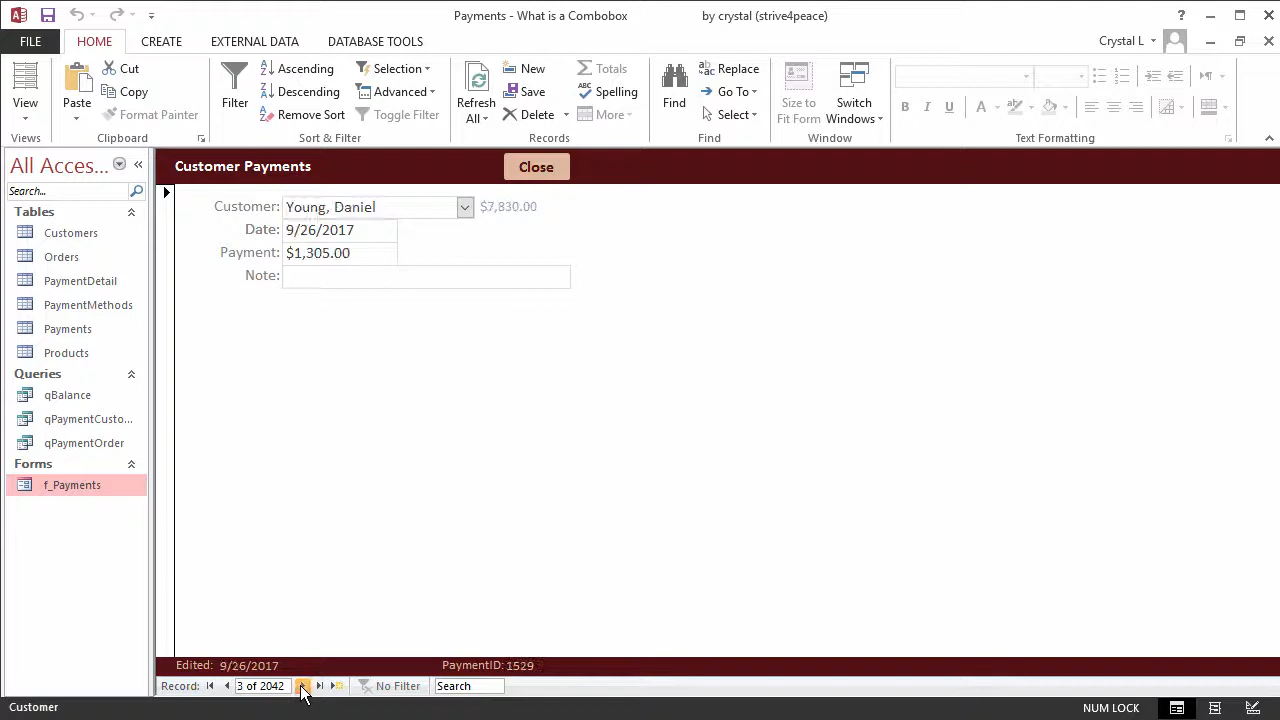 Payments - What is a Combobox by crystal (strive4peace) ?
FILE HOME CREATE EXTERNAL DATA DATABASE TOOLS Crystal L
View
Views
Paste
Cut
Copy
Format Painter
Clipboard
Filter
Ascending
Descending
Remove Sort
Selection
Advanced
Sort & Filter
Refresh
All
New
Save
Delete
Totals
Spelling
More
Records
Find
Replace
Go To
Select
Find
Size to
Fit Form
Switch
Windows
Window
B I U A
Text Formatting
All Acces...
Search...
Tables
Customers
Orders
PaymentDetail
PaymentMethods
Payments
Products
Queries
qBalance
qPaymentCusto...
qPaymentOrder
Forms
f_Payments
Customer Payments Close
Customer: Young, Daniel $7,830.00
Date: 9/26/2017
Payment: $1,305.00
Note:
Edited: 9/26/2017 PaymentID: 1529
Record: 3 of 2042 No Filter Search
Customer NUM LOCK